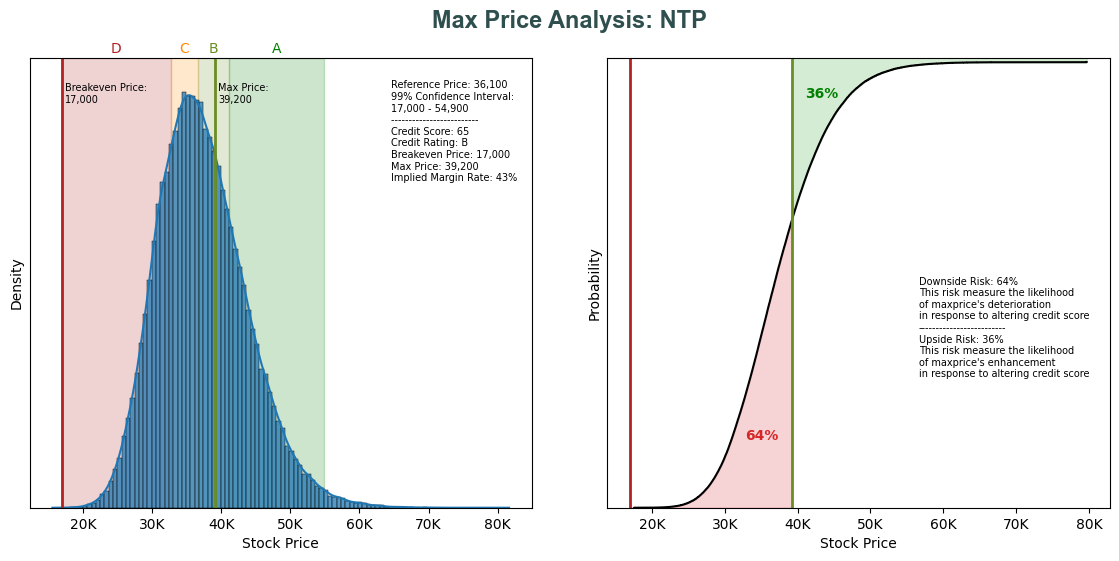 Max Price Analysis: NTP
D
C
B
A
Breakeven Price:
17,000
Max Price:
39,200
Reference Price: 36,100
99% Confidence Interval:
17,000 - 54,900
-------------------------
Credit Score: 65
Credit Rating: B
Breakeven Price: 17,000
Max Price: 39,200
Implied Margin Rate: 43%
Density
20K
30K
40K
50K
60K
70K
80K
Stock Price
36%
64%
Downside Risk: 64%
This risk measure the likelihood
of maxprice's deterioration
in response to altering credit score
-------------------------
Upside Risk: 36%
This risk measure the likelihood
of maxprice's enhancement
in response to altering credit score
Probability
20K
30K
40K
50K
60K
70K
80K
Stock Price